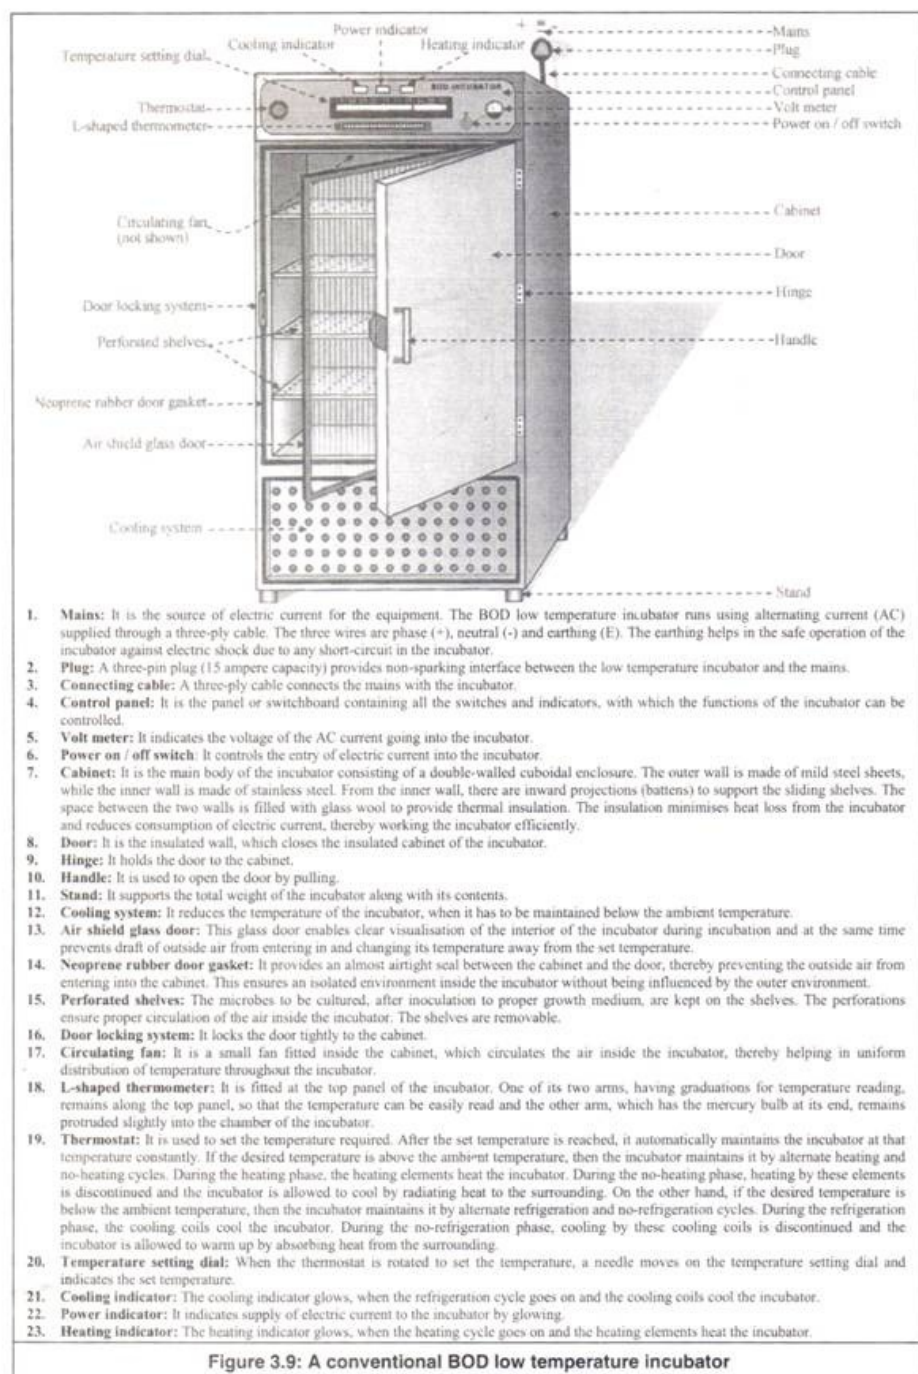 Power indicator
Cooling indicator
Heating indicator
Temperature setting dial
Thermostat
L-shaped thermometer
Circulating fan
(not shown)
Door locking system
Perforated shelves
Neoprene rubber door gasket
Air shield glass door
Cooling system
BOD INCUBATOR
+ = -
Mains
Plug
Connecting cable
Control panel
Volt meter
Power on / off switch
Cabinet
Door
Hinge
Handle
Stand
1. Mains: It is the source of electric current for the equipment. The BOD low temperature incubator runs using alternating current (AC)
supplied through a three-ply cable. The three wires are phase (+), neutral (-) and earthing (E). The earthing helps in the safe operation of the
incubator against electric shock due to any short-circuit in the incubator.
2. Plug: A three-pin plug (15 ampere capacity) provides non-sparking interface between the low temperature incubator and the mains.
3. Connecting cable: A three-ply cable connects the mains with the incubator.
4. Control panel: It is the panel or switchboard containing all the switches and indicators, with which the functions of the incubator can be
controlled.
5. Volt meter: It indicates the voltage of the AC current going into the incubator.
6. Power on / off switch: It controls the entry of electric current into the incubator.
7. Cabinet: It is the main body of the incubator consisting of a double-walled cuboidal enclosure. The outer wall is made of mild steel sheets,
while the inner wall is made of stainless steel. From the inner wall, there are inward projections (battens) to support the sliding shelves. The
space between the two walls is filled with glass wool to provide thermal insulation. The insulation minimises heat loss from the incubator
and reduces consumption of electric current, thereby working the incubator efficiently.
8. Door: It is the insulated wall, which closes the insulated cabinet of the incubator.
9. Hinge: It holds the door to the cabinet.
10. Handle: It is used to open the door by pulling.
11. Stand: It supports the total weight of the incubator along with its contents.
12. Cooling system: It reduces the temperature of the incubator, when it has to be maintained below the ambient temperature.
13. Air shield glass door: This glass door enables clear visualisation of the interior of the incubator during incubation and at the same time
prevents draft of outside air from entering in and changing its temperature away from the set temperature.
14. Neoprene rubber door gasket: It provides an almost airtight seal between the cabinet and the door, thereby preventing the outside air from
entering into the cabinet. This ensures an isolated environment inside the incubator without being influenced by the outer environment.
15. Perforated shelves: The microbes to be cultured, after inoculation to proper growth medium, are kept on the shelves. The perforations
ensure proper circulation of the air inside the incubator. The shelves are removable.
16. Door locking system: It locks the door tightly to the cabinet.
17. Circulating fan: It is a small fan fitted inside the cabinet, which circulates the air inside the incubator, thereby helping in uniform
distribution of temperature throughout the incubator.
18. L-shaped thermometer: It is fitted at the top panel of the incubator. One of its two arms, having graduations for temperature reading,
remains along the top panel, so that the temperature can be easily read and the other arm, which has the mercury bulb at its end, remains
protruded slightly into the chamber of the incubator.
19. Thermostat: It is used to set the temperature required. After the set temperature is reached, it automatically maintains the incubator at that
temperature constantly. If the desired temperature is above the ambient temperature, then the incubator maintains it by alternate heating and
no-heating cycles. During the heating phase, the heating elements heat the incubator. During the no-heating phase, heating by these elements
is discontinued and the incubator is allowed to cool by radiating heat to the surrounding. On the other hand, if the desired temperature is
below the ambient temperature, then the incubator maintains it by alternate refrigeration and no-refrigeration cycles. During the refrigeration
phase, the cooling coils cool the incubator. During the no-refrigeration phase, cooling by these cooling coils is discontinued and the
incubator is allowed to warm up by absorbing heat from the surrounding.
20. Temperature setting dial: When the thermostat is rotated to set the temperature, a needle moves on the temperature setting dial and
indicates the set temperature.
21. Cooling indicator: The cooling indicator glows, when the refrigeration cycle goes on and the cooling coils cool the incubator.
22. Power indicator: It indicates supply of electric current to the incubator by glowing.
23. Heating indicator: The heating indicator glows, when the heating cycle goes on and the heating elements heat the incubator.
Figure 3.9: A conventional BOD low temperature incubator